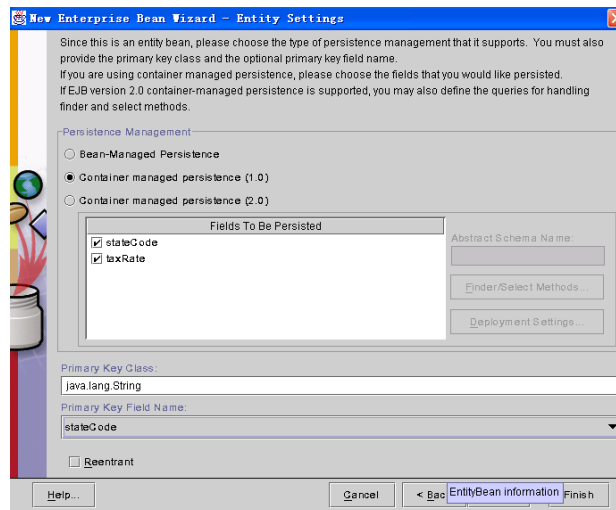 New Enterprise Bean Wizard - Entity Settings
Since this is an entity bean, please choose the type of persistence management that it supports. You must also
provide the primary key class and the optional primary key field name.
If you are using container managed persistence, please choose the fields that you would like persisted.
If EJB version 2.0 container-managed persistence is supported, you may also define the queries for handling
finder and select methods.
Persistence Management
Bean-Managed Persistence
Container managed persistence (1.0)
Container managed persistence (2.0)
Fields To Be Persisted
stateCode
taxRate
Abstract Schema Name:
Finder/Select Methods...
Deployment Settings...
Primary Key Class:
java.lang.String
Primary Key Field Name:
stateCode
Reentrant
Help... Cancel < Bac EntityBean information Finish